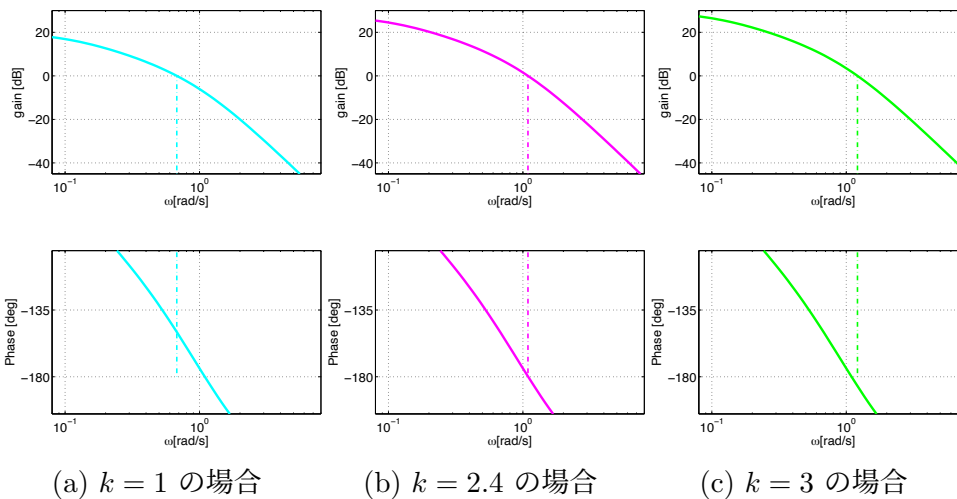 20
0
−20
−40
gain [dB]
10^-1
10^0
ω[rad/s]
20
0
−20
−40
gain [dB]
10^-1
10^0
ω[rad/s]
20
0
−20
−40
gain [dB]
10^-1
10^0
ω[rad/s]
−135
−180
Phase [deg]
10^-1
10^0
ω[rad/s]
−135
−180
Phase [deg]
10^-1
10^0
ω[rad/s]
−135
−180
Phase [deg]
10^-1
10^0
ω[rad/s]
(a) k = 1 の場合
(b) k = 2.4 の場合
(c) k = 3 の場合